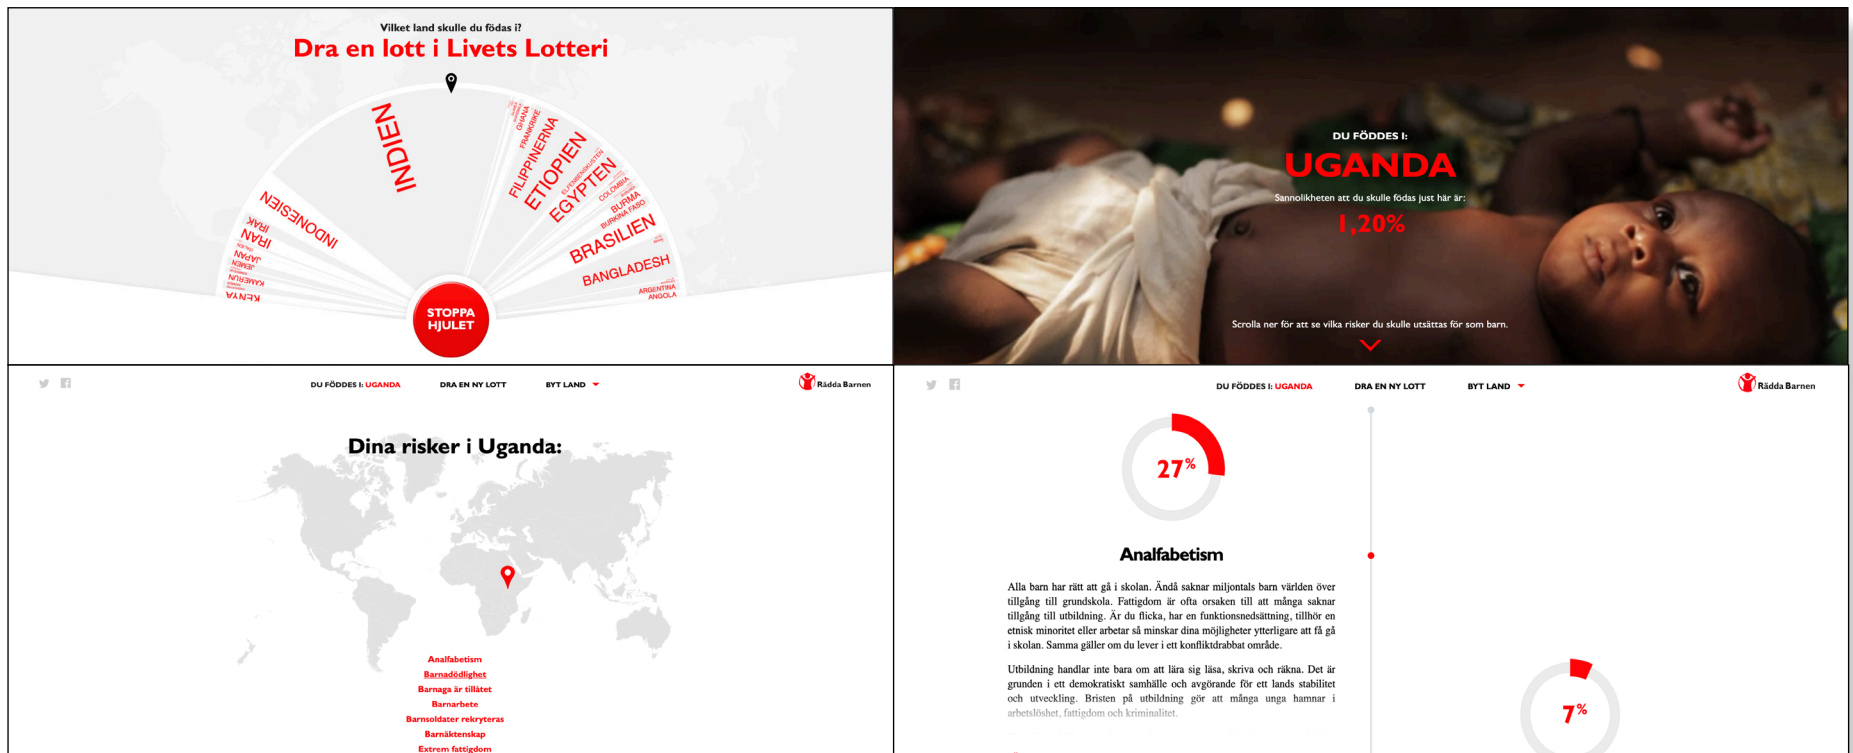 Vilket land skulle du födas i?
Dra en lott i Livets Lotteri
INDIEN
INDONESIEN
IRAK
IRAN
ITALIEN
JAPAN
JEMEN
KAMERUN
KENYA
GHANA
FRANKRIKE
FILIPPINERNA
ETIOPIEN
ELFENBENSKUSTEN
EGYPTEN
COLOMBIA
BURMA
BURKINA FASO
BRASILIEN
BANGLADESH
ARGENTINA
ANGOLA
STOPPA
HJULET
DU FÖDDES I:
UGANDA
Sannolikheten att du skulle födas just här är:
1,20%
Scrolla ner för att se vilka risker du skulle utsättas för som barn.
DU FÖDDES I: UGANDA
DRA EN NY LOTT
BYT LAND
Rädda Barnen
Dina risker i Uganda:
Analfabetism
Barnadödlighet
Barnaga är tillåtet
Barnarbete
Barnsoldater rekryteras
Barnäktenskap
Extrem fattigdom
DU FÖDDES I: UGANDA
DRA EN NY LOTT
BYT LAND
Rädda Barnen
27%
Analfabetism
Alla barn har rätt att gå i skolan. Ändå saknar miljontals barn världen över
tillgång till grundskola. Fattigdom är ofta orsaken till att många saknar
tillgång till utbildning. Är du flicka, har en funktionsnedsättning, tillhör en
etnisk minoritet eller arbetar så minskar dina möjligheter ytterligare att få gå
i skolan. Samma gäller om du lever i ett konfliktdrabbat område.
Utbildning handlar inte bara om att lära sig läsa, skriva och räkna. Det är
grunden i ett demokratiskt samhälle och avgörande för ett lands stabilitet
och utveckling. Bristen på utbildning gör att många unga hamnar i
arbetslöshet, fattigdom och kriminalitet.
7%